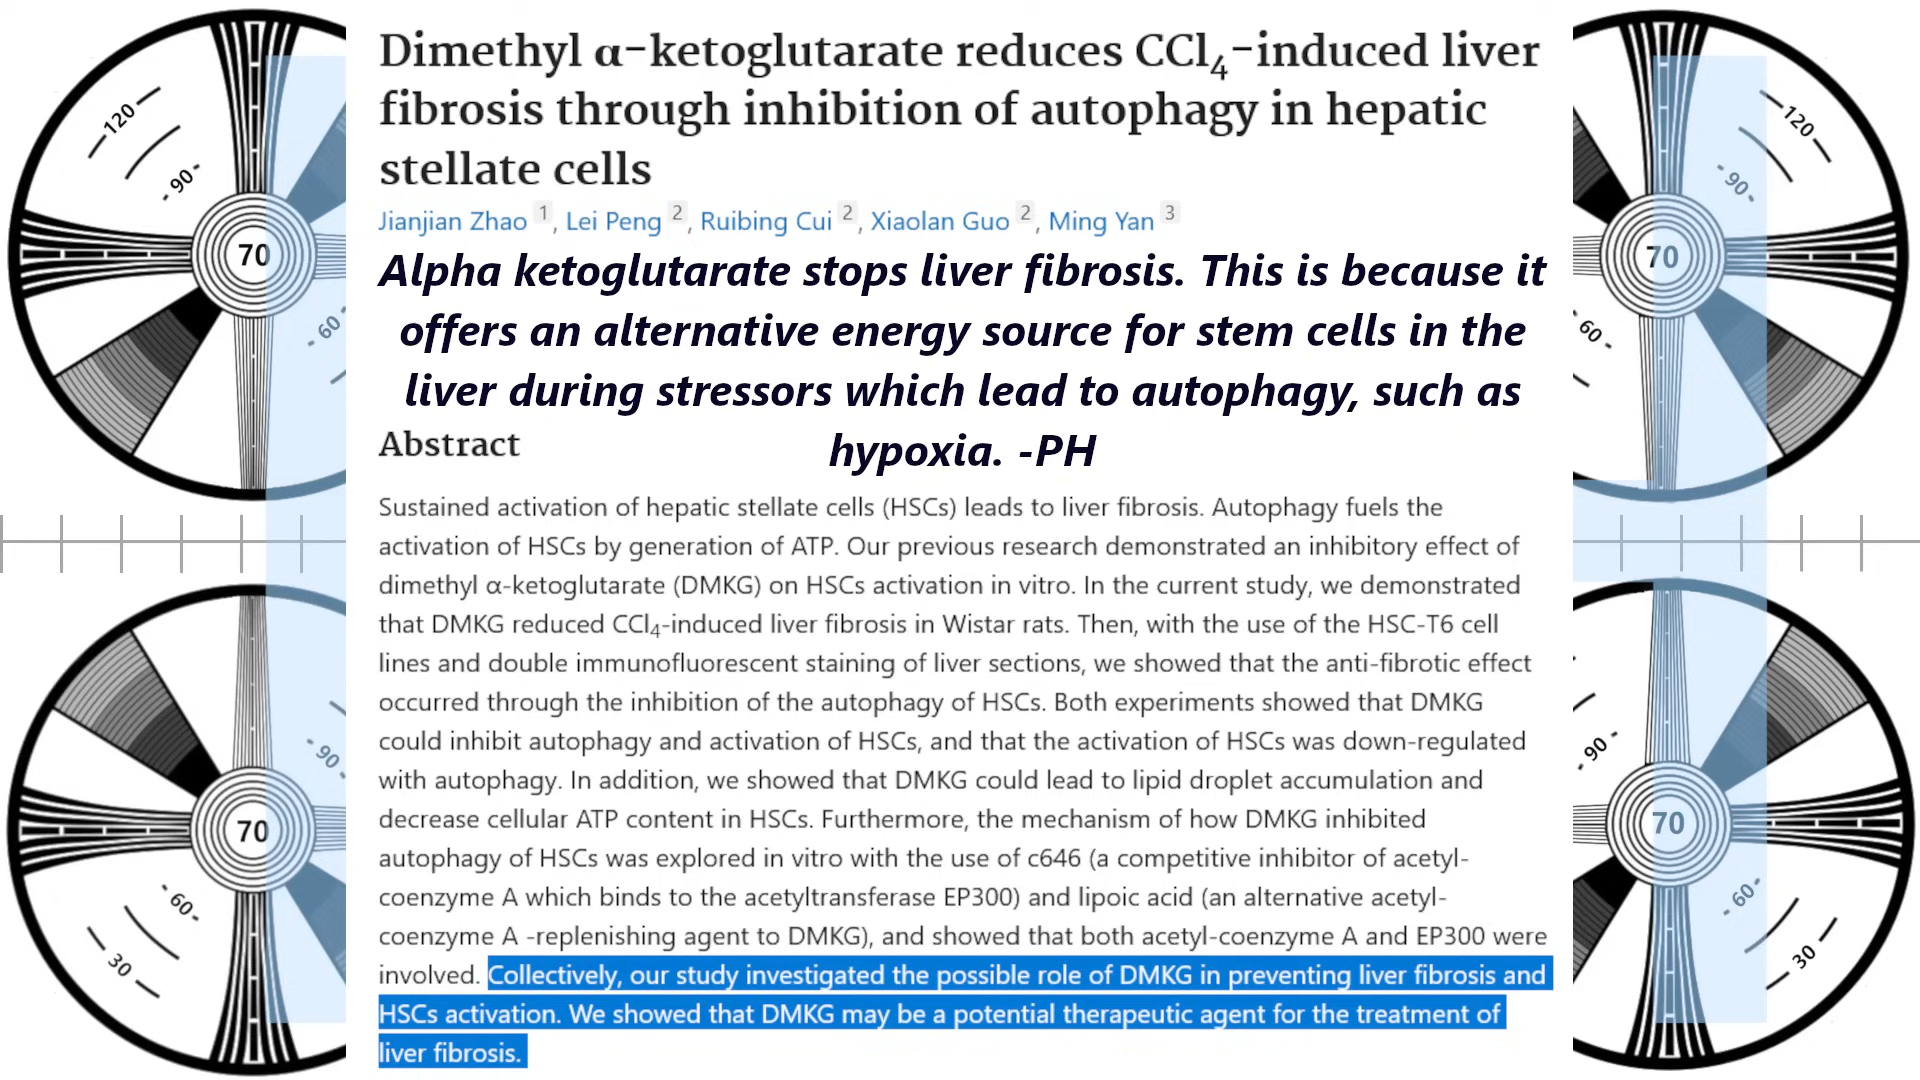 Dimethyl α-ketoglutarate reduces CCl₄-induced liver
fibrosis through inhibition of autophagy in hepatic
stellate cells
Jianjian Zhao 1, Lei Peng 2, Ruibing Cui 2, Xiaolan Guo 2, Ming Yan 3
Alpha ketoglutarate stops liver fibrosis. This is because it
offers an alternative energy source for stem cells in the
liver during stressors which lead to autophagy, such as
hypoxia. -PH
Abstract
Sustained activation of hepatic stellate cells (HSCs) leads to liver fibrosis. Autophagy fuels the
activation of HSCs by generation of ATP. Our previous research demonstrated an inhibitory effect of
dimethyl α-ketoglutarate (DMKG) on HSCs activation in vitro. In the current study, we demonstrated
that DMKG reduced CCl₄-induced liver fibrosis in Wistar rats. Then, with the use of the HSC-T6 cell
lines and double immunofluorescent staining of liver sections, we showed that the anti-fibrotic effect
occurred through the inhibition of the autophagy of HSCs. Both experiments showed that DMKG
could inhibit autophagy and activation of HSCs, and that the activation of HSCs was down-regulated
with autophagy. In addition, we showed that DMKG could lead to lipid droplet accumulation and
decrease cellular ATP content in HSCs. Furthermore, the mechanism of how DMKG inhibited
autophagy of HSCs was explored in vitro with the use of c646 (a competitive inhibitor of acetyl-
coenzyme A which binds to the acetyltransferase EP300) and lipoic acid (an alternative acetyl-
coenzyme A -replenishing agent to DMKG), and showed that both acetyl-coenzyme A and EP300 were
involved. Collectively, our study investigated the possible role of DMKG in preventing liver fibrosis and
HSCs activation. We showed that DMKG may be a potential therapeutic agent for the treatment of
liver fibrosis.
120
- 90 -
70
- 60 -
120
- 90 -
70
- 60 -
- 90 -
70
- 60 -
30
- 90 -
70
- 60 -
30